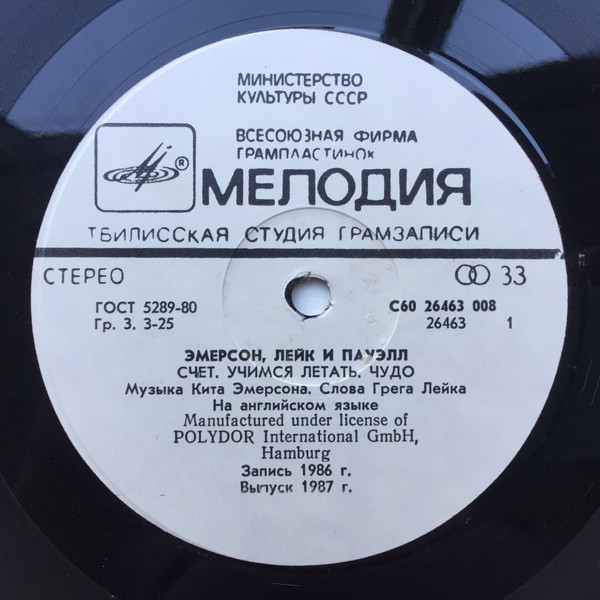 МИНИСТЕРСТВО
КУЛЬТУРЫ СССР
ВСЕСОЮЗНАЯ ФИРМА
ГРАМПЛАСТИНОК
®
МЕЛОДИЯ
ТБИЛИССКАЯ СТУДИЯ ГРАМЗАПИСИ
СТЕРЕО 33
ГОСТ 5289-80 С60 26463 008
Гр. 3. 3-25 26463 1
ЭМЕРСОН, ЛЕЙК И ПАУЭЛЛ
СЧЕТ. УЧИМСЯ ЛЕТАТЬ. ЧУДО
Музыка Кита Эмерсона. Слова Грега Лейка
На английском языке
Manufactured under license of
POLYDOR International GmbH,
Hamburg
Запись 1986 г.
Выпуск 1987 г.